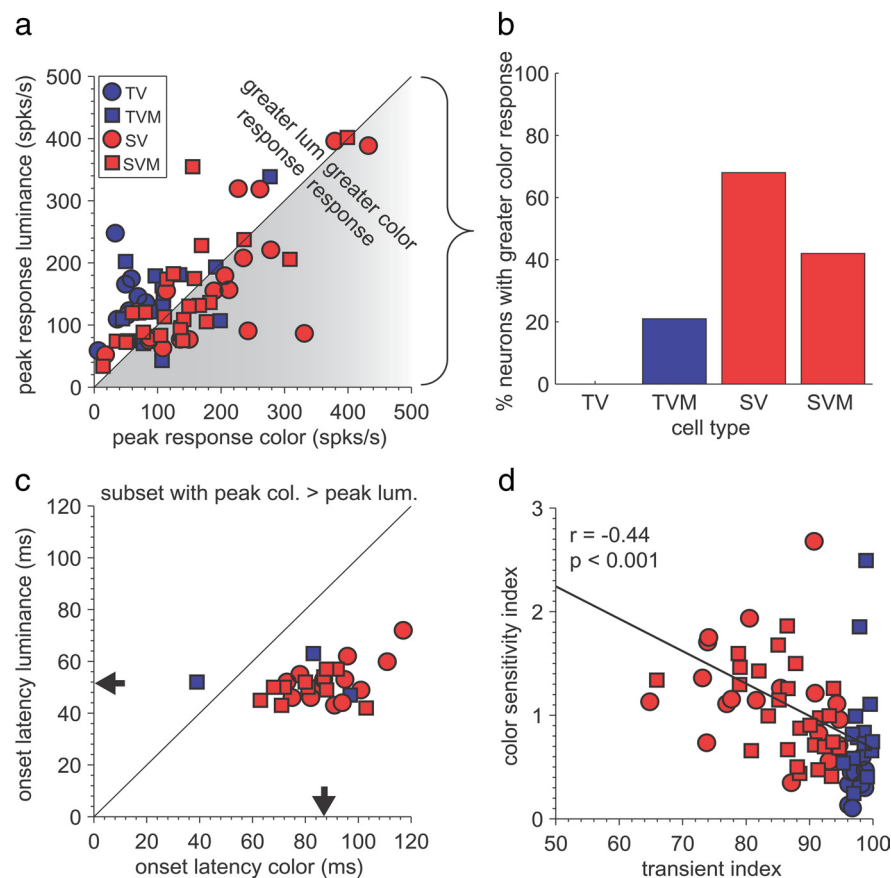 a
500
400
300
200
100
0
peak response luminance (spks/s)
TV
TVM
SV
SVM
greater lum
response
greater color
response
0 100 200 300 400 500
peak response color (spks/s)
b
100
80
60
40
20
0
% neurons with greater color response
TV TVM SV SVM
cell type
c
subset with peak col. > peak lum.
120
100
80
60
40
20
0
onset latency luminance (ms)
0 20 40 60 80 100 120
onset latency color (ms)
d
3
2
1
0
color sensitivity index
r = -0.44
p < 0.001
50 60 70 80 90 100
transient index